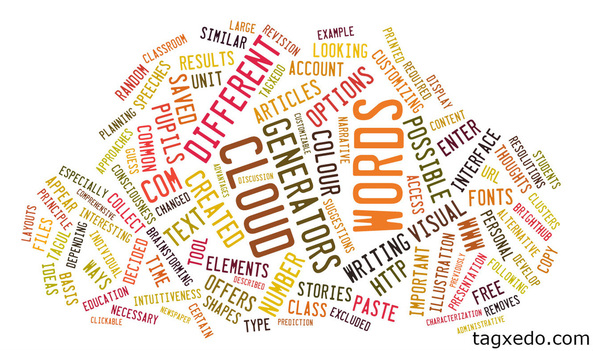 LARGE
REVISION
EXAMPLE
PRINTED
CLASSROOM
SIMILAR
LOOKING
REQUIRED
RANDOM
RESULTS
TAGXEDO
ACCOUNT
CUSTOMIZING
DISPLAY
SPEECHES
UNIT
DIFFERENT
ARTICLES
OPTIONS
CONTENT
PLANNING
SAVED
CUSTOMIZABLE
NARRATIVE
WORDS
POSSIBLE
ENTER
RESOLUTIONS
APPROACHES
GUESS
COMMON
PUPILS
GENERATORS
COLOUR
INTERFACE
THOUGHTS
STUDENTS
CONSCIOUSNESS
COM
CLOUD
DISCUSSION
ADVANTAGES
SUGGESTIONS
ACCESS
URL
CLUSTERS
ESPECIALLY
COLLECT
CHANGED
CREATED
VISUAL
FONTS
BRIGHTHUB
COMPREHENSIVE
APPEAR
INTERESTING
TEXT
WRITING
WWW
ALTERNATIVE
LAYOUTS
PRINCIPLE
TAGUL
DEPENDING
INDIVIDUAL
BRAINSTORMING
TOOL
NUMBER
HTTP
PERSONAL
COPY
FILES
IDEAS
BASIS
WAYS
DECIDED
TIME
ELEMENTS
DESCRIBED
IMPORTANT
ILLUSTRATION
PREVIOUSLY
PRESENTATION
FOLLOWING
DEVELOP
EDUCATION
INTUITIVENESS
OFFERS
STORIES
PASTE
FREE
REMOVES
NECESSARY
NEWSPAPER
SHAPES
CLASS
EXCLUDED
CHARACTERIZATION
CLICKABLE
CERTAIN
TYPE
PREDICTION
ADMINISTRATIVE
tagxedo.com